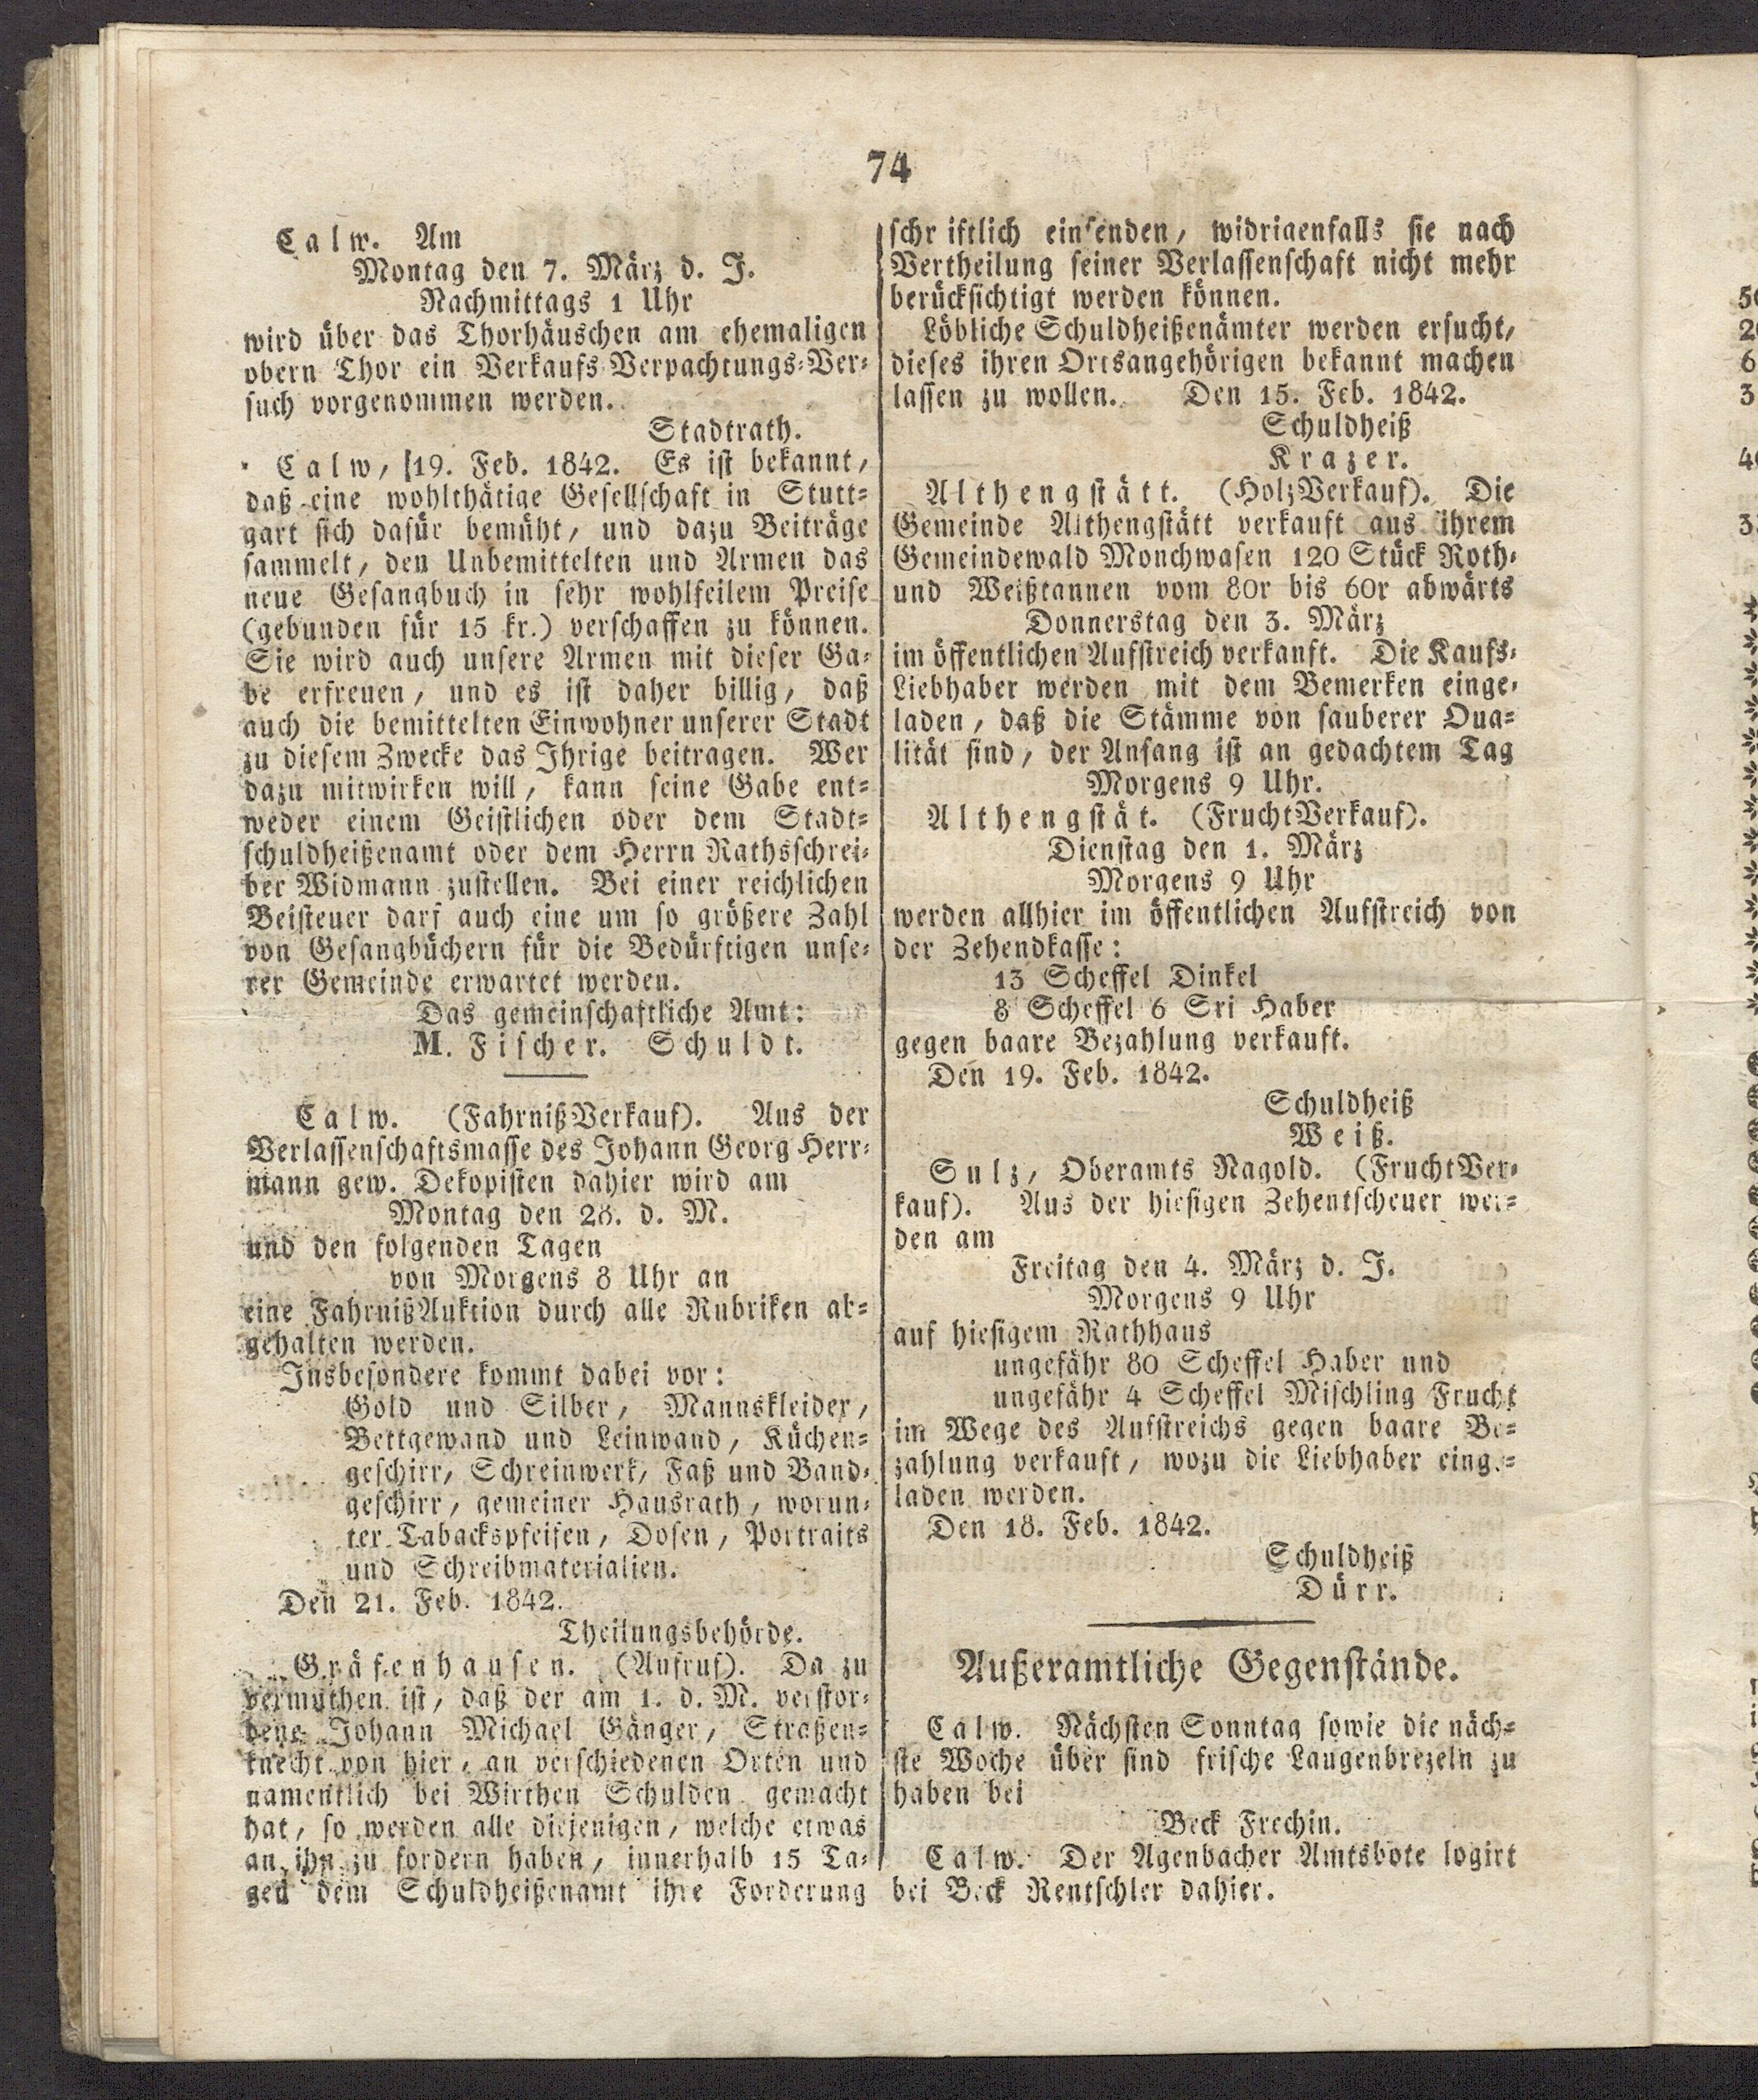 74
Calw. Am
Montag den 7. März d. J.
Nachmittags 1 Uhr
wird über das Thorhäuschen am ehemaligen
obern Thor ein Verkaufs Verpachtungs-Ver-
such vorgenommen werden.
Stadtrath.
Calw, 19. Feb. 1842. Es ist bekannt,
daß eine wohlthätige Gesellschaft in Stutt-
gart sich dafür bemüht, und dazu Beiträge
sammelt, den Unbemittelten und Armen das
neue Gesangbuch in sehr wohlfeilem Preise
(gebunden für 15 kr.) verschaffen zu können.
Sie wird auch unsere Armen mit dieser Ga-
be erfreuen, und es ist daher billig, daß
auch die bemittelten Einwohner unserer Stadt
zu diesem Zwecke das Ihrige beitragen. Wer
dazu mitwirken will, kann seine Gabe ent-
weder einem Geistlichen oder dem Stadt-
schuldheißenamt oder dem Herrn Rathsschrei-
ber Widmann zustellen. Bei einer reichlichen
Beisteuer darf auch eine um so größere Zahl
von Gesangbüchern für die Bedürftigen unse-
rer Gemeinde erwartet werden.
Das gemeinschaftliche Amt:
M. Fischer. Schuldt.
Calw. (FahrnißVerkauf). Aus der
Verlassenschaftsmasse des Johann Georg Herr-
mann gew. Dekopisten dahier wird am
Montag den 28. d. M.
und den folgenden Tagen
von Morgens 8 Uhr an
eine FahrnißAuktion durch alle Rubriken ab-
gehalten werden.
Insbesondere kommt dabei vor:
Gold und Silber, Mannskleider,
Bettgewand und Leinwand, Küchen-
geschirr, Schreinwerk, Faß und Band-
geschirr, gemeiner Hausrath, worun-
ter Tabackspfeifen, Dosen, Portraits
und Schreibmaterialien.
Den 21. Feb. 1842.
Theilungsbehörde.
Gräfenhausen. (Aufruf). Da zu
vermuthen ist, daß der am 1. d. M. verstor-
bene Johann Michael Gänger, Straßen-
knecht von hier, an verschiedenen Orten und
namentlich bei Wirthen Schulden gemacht
hat, so werden alle diejenigen, welche etwas
an ihn zu fordern haben, innerhalb 15 Ta-
gen dem Schuldheißenamt ihre Forderung
schriftlich einsenden, widrigenfalls sie nach
Vertheilung seiner Verlassenschaft nicht mehr
berücksichtigt werden können.
Löbliche Schuldheißenämter werden ersucht,
dieses ihren Ortsangehörigen bekannt machen
lassen zu wollen. Den 15. Feb. 1842.
Schuldheiß
Krazer.
Althengstätt. (HolzVerkauf). Die
Gemeinde Althengstätt verkauft aus ihrem
Gemeindewald Monchwasen 120 Stück Roth-
und Weißtannen vom 80r bis 60r abwärts
Donnerstag den 3. März
im öffentlichen Aufstreich verkauft. Die Kaufs-
Liebhaber werden mit dem Bemerken einge-
laden, daß die Stämme von sauberer Qua-
lität sind, der Anfang ist an gedachtem Tag
Morgens 9 Uhr.
Althengstät. (FruchtVerkauf).
Dienstag den 1. März
Morgens 9 Uhr
werden allhier im öffentlichen Aufstreich von
der Zehendkasse:
13 Scheffel Dinkel
8 Scheffel 6 Sri Haber
gegen baare Bezahlung verkauft.
Den 19. Feb. 1842.
Schuldheiß
Weiß.
Sulz, Oberamts Nagold. (FruchtVer-
kauf). Aus der hiesigen Zehentscheuer wer-
den am
Freitag den 4. März d. J.
Morgens 9 Uhr
auf hiesigem Rathhaus
ungefähr 80 Scheffel Haber und
ungefähr 4 Scheffel Mischling Frucht
im Wege des Aufstreichs gegen baare Be-
zahlung verkauft, wozu die Liebhaber einge-
laden werden.
Den 18. Feb. 1842.
Schuldheiß
Dürr.
Außeramtliche Gegenstände.
Calw. Nächsten Sonntag sowie die näch-
ste Woche über sind frische Laugenbrezeln zu
haben bei
Beck Frechin.
Calw. Der Agenbacher Amtsbote logirt
bei Beck Rentschler dahier.